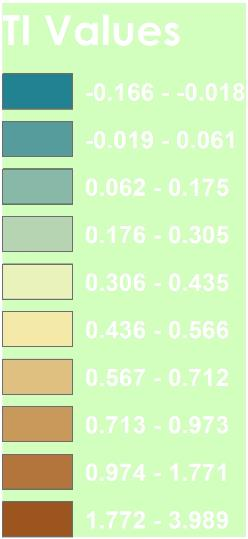 TI Values
-0.166 - -0.018
-0.019 - 0.061
0.062 - 0.175
0.176 - 0.305
0.306 - 0.435
0.436 - 0.566
0.567 - 0.712
0.713 - 0.973
0.974 - 1.771
1.772 - 3.989